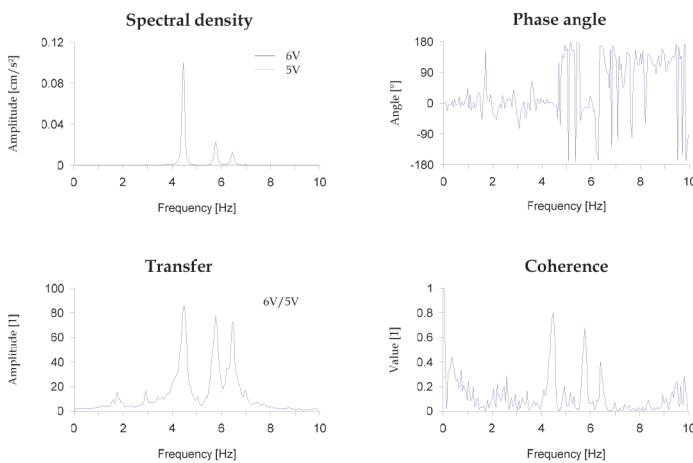 Spectral density
Amplitude [cm/s²]
0.12
0.08
0.04
0
6V
5V
0 2 4 6 8 10
Frequency [Hz]
Phase angle
Angle [°]
180
90
0
-90
-180
0 2 4 6 8 10
Frequency [Hz]
Transfer
Amplitude [1]
100
80
60
40
20
0
6V/5V
0 2 4 6 8 10
Frequency [Hz]
Coherence
Value [1]
1
0.8
0.6
0.4
0.2
0
0 2 4 6 8 10
Frequency [Hz]